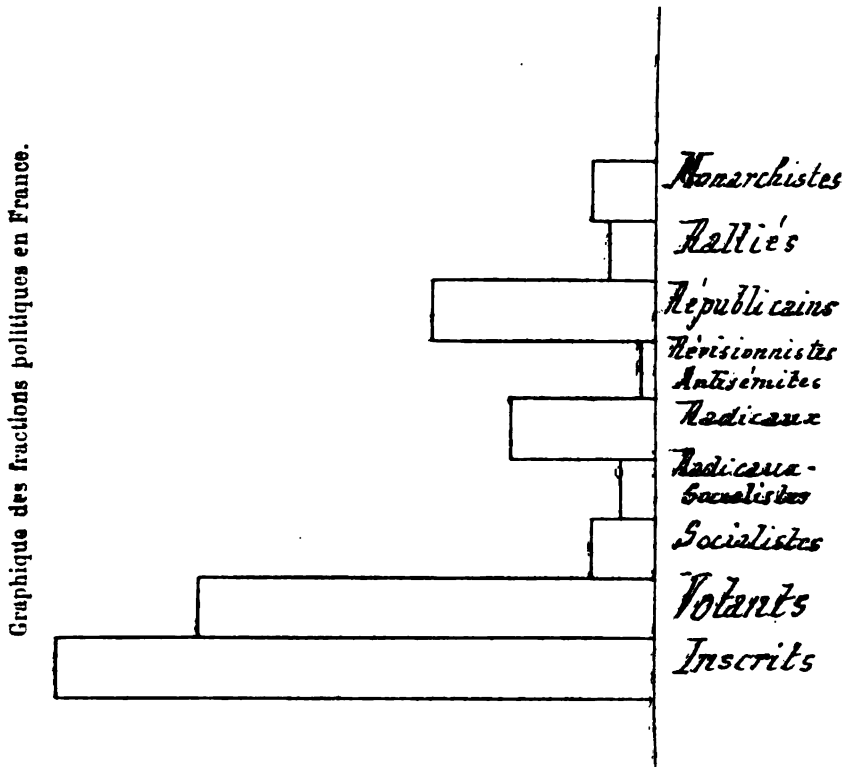 Graphique des fractions politiques en France.
Monarchistes
Ralliés
Républicains
Révisionnistes
Antisémites
Radicaux
Radicaux-
Socialistes
Socialistes
Votants
Inscrits